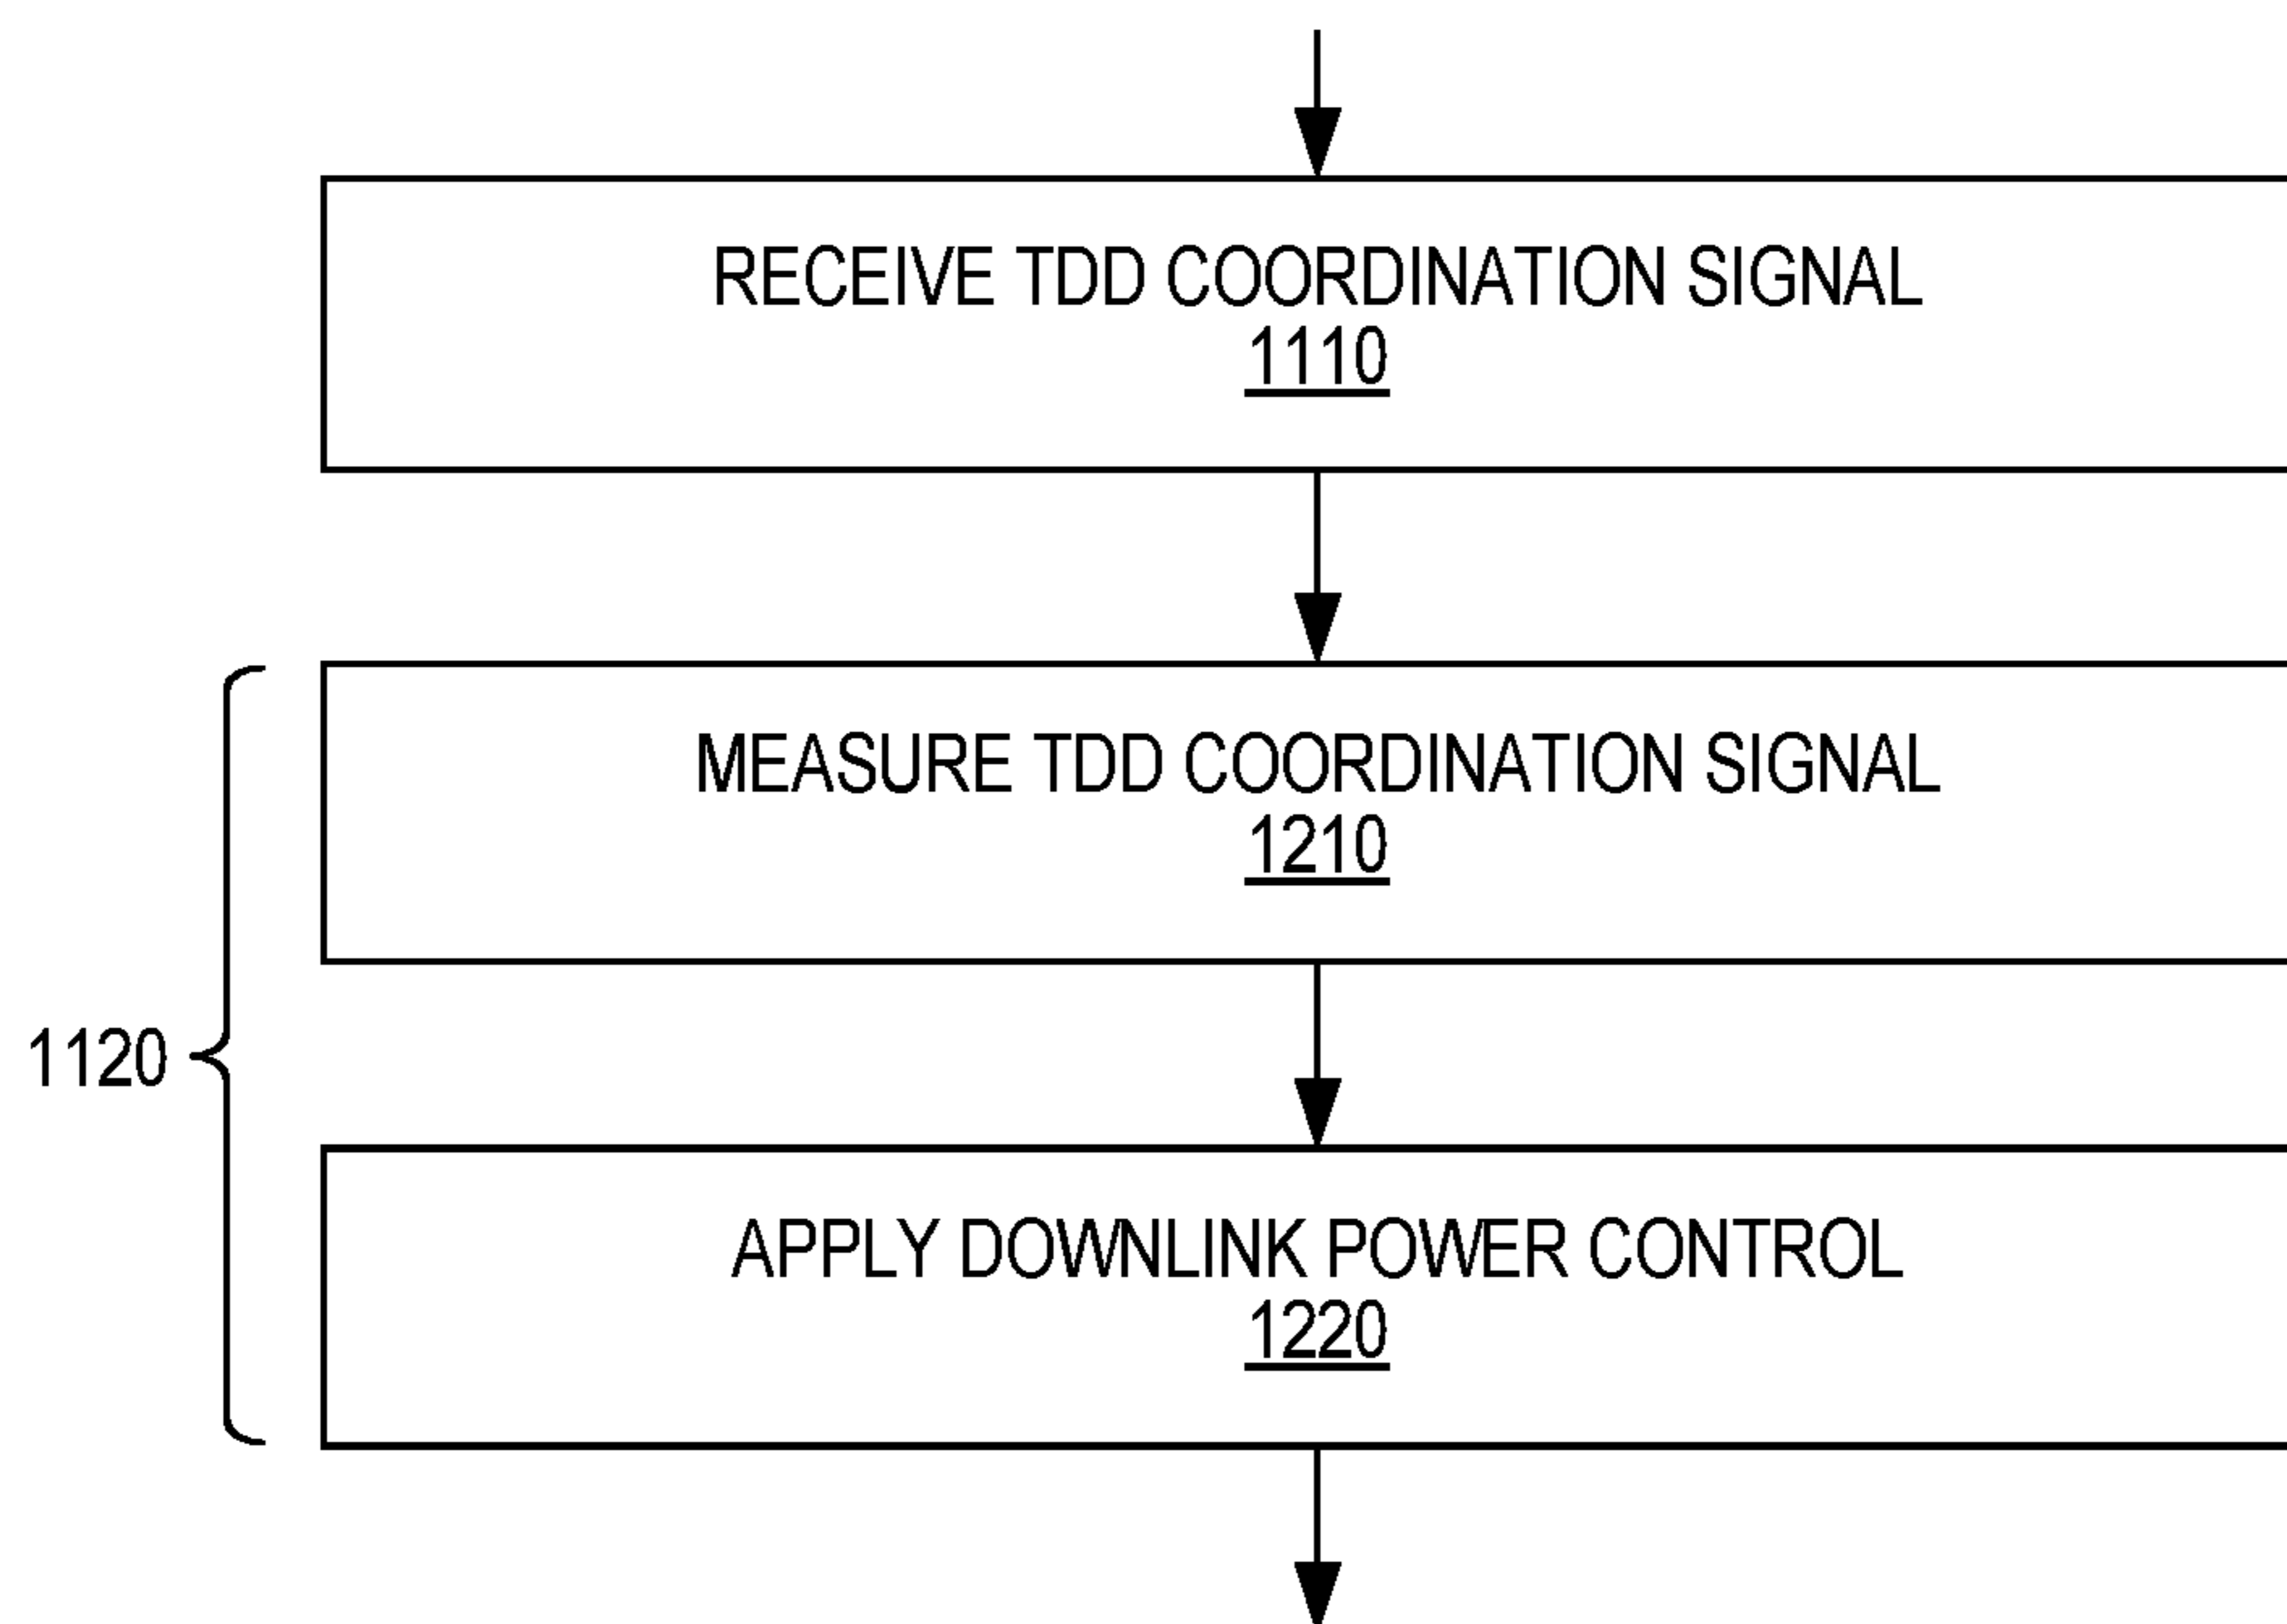 RECEIVE TDD COORDINATION SIGNAL
1110
MEASURE TDD COORDINATION SIGNAL
1210
1120
APPLY DOWNLINK POWER CONTROL
1220